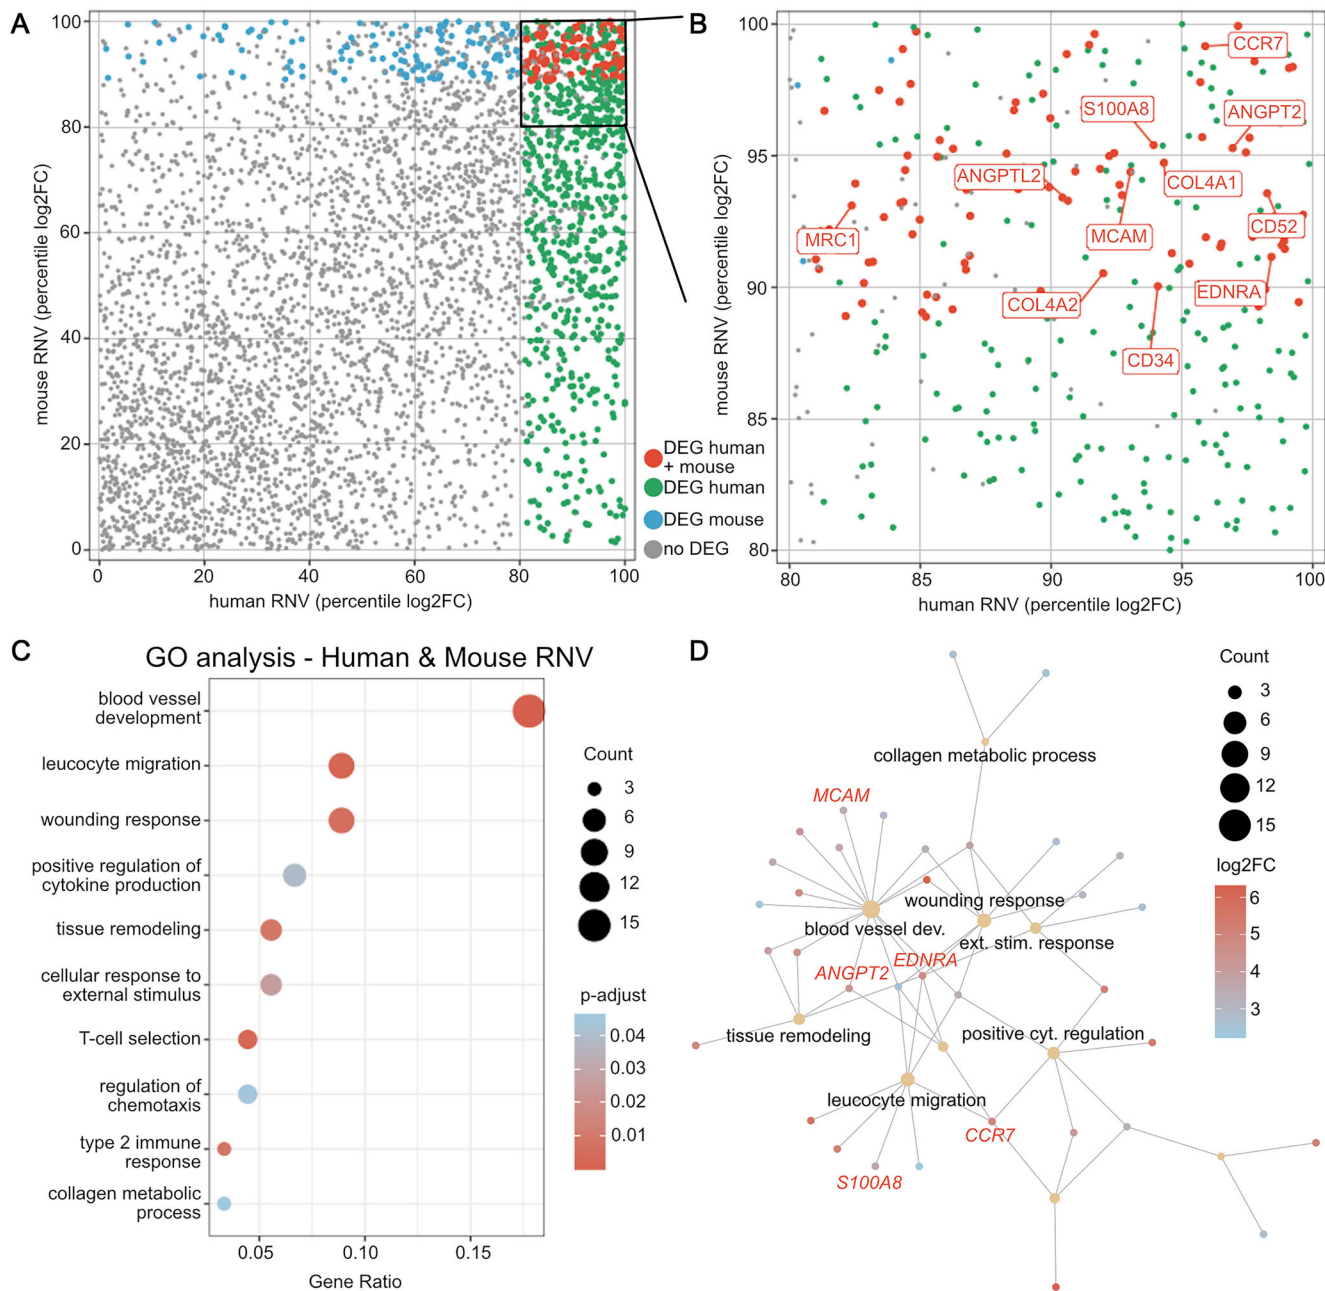 A
100
80
60
40
20
0
mouse RNV (percentile log2FC)
0
20
40
60
80
100
human RNV (percentile log2FC)
DEG human
+ mouse
DEG human
DEG mouse
no DEG
B
100
95
90
85
80
mouse RNV (percentile log2FC)
80
85
90
95
100
human RNV (percentile log2FC)
CCR7
S100A8
ANGPT2
ANGPTL2
COL4A1
MRC1
MCAM
CD52
COL4A2
EDNRA
CD34
C
GO analysis - Human & Mouse RNV
blood vessel
development
leucocyte migration
wounding response
positive regulation of
cytokine production
tissue remodeling
cellular response to
external stimulus
T-cell selection
regulation of
chemotaxis
type 2 immune
response
collagen metabolic
process
0.05
0.10
0.15
Gene Ratio
Count
3
6
9
12
15
p-adjust
0.04
0.03
0.02
0.01
D
collagen metabolic process
MCAM
wounding response
blood vessel dev.
ext. stim. response
EDNRA
ANGPT2
tissue remodeling
positive cyt. regulation
leucocyte migration
CCR7
S100A8
Count
3
6
9
12
15
log2FC
6
5
4
3